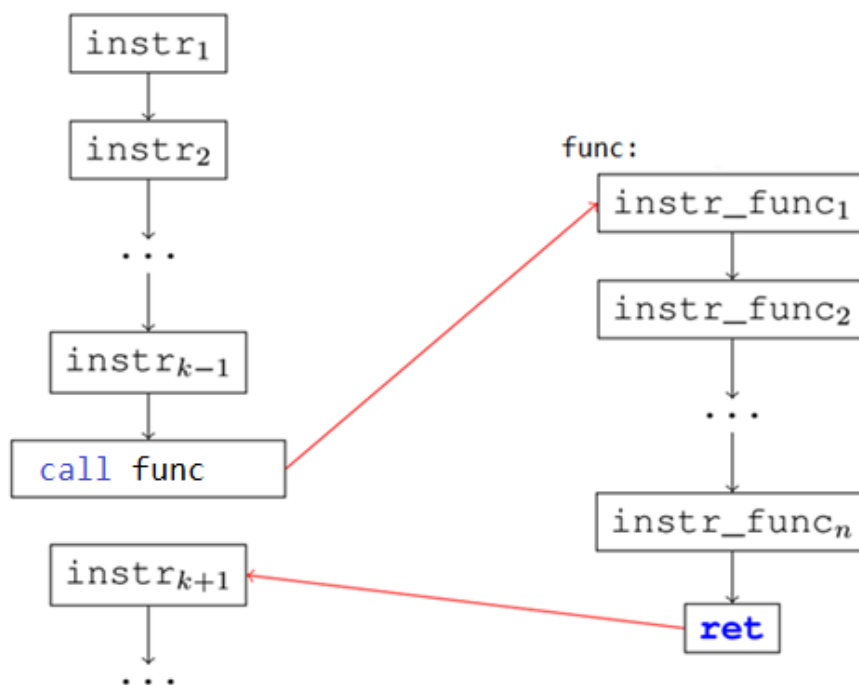 instr₁
instr₂
...
instrₖ₋₁
call func
instrₖ₊₁
...
func:
instr_func₁
instr_func₂
...
instr_funcₙ
ret